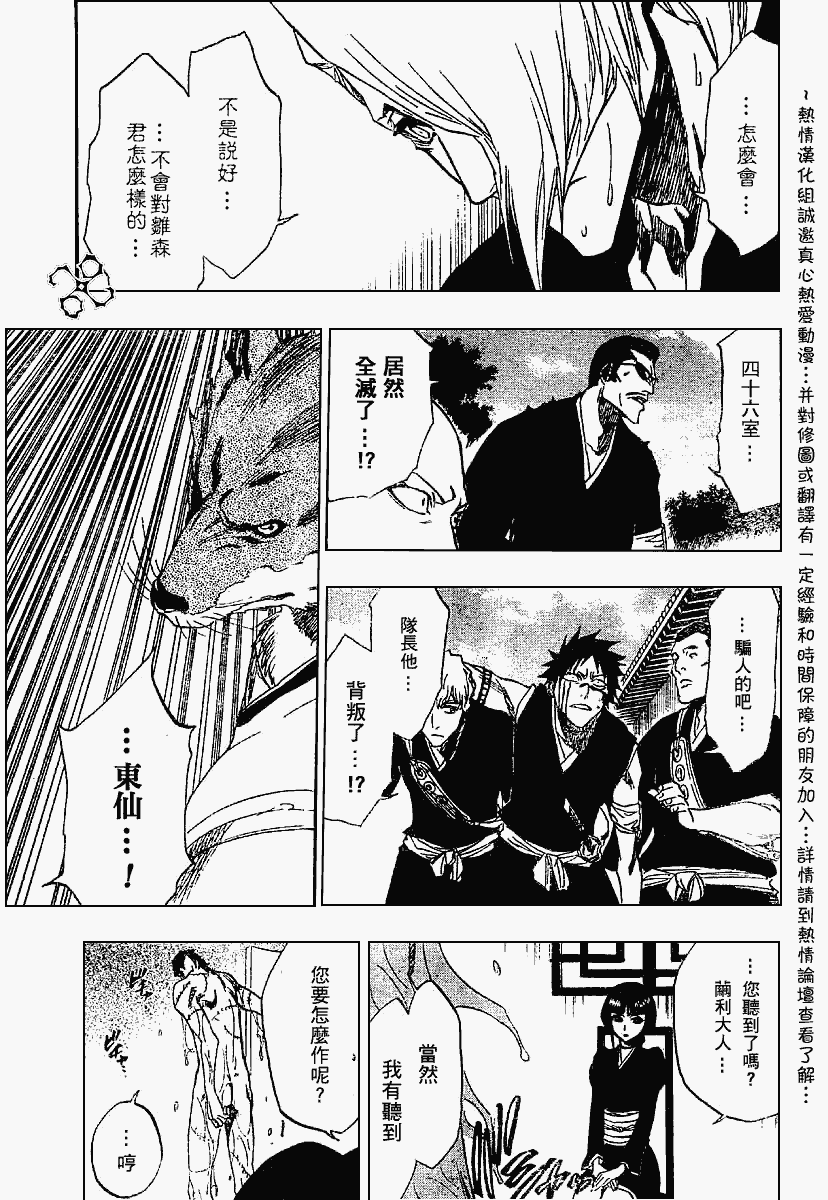 …怎麼會…
不是説好…
…不會對雛森
君怎麼樣的…
四十六室…
居然
全滅了…!?
…騙人的吧…
隊長他…
背叛了…!?
…東仙…!
…您聽到了嗎?
繭利大人…
當然
我有聽到
您要怎麼作呢?
…哼
~熱情漢化組誠邀真心熱愛動漫…并對修圖或翻譯有一定經驗和時間保障的朋友加入…詳情請到熱情論壇查看了解…